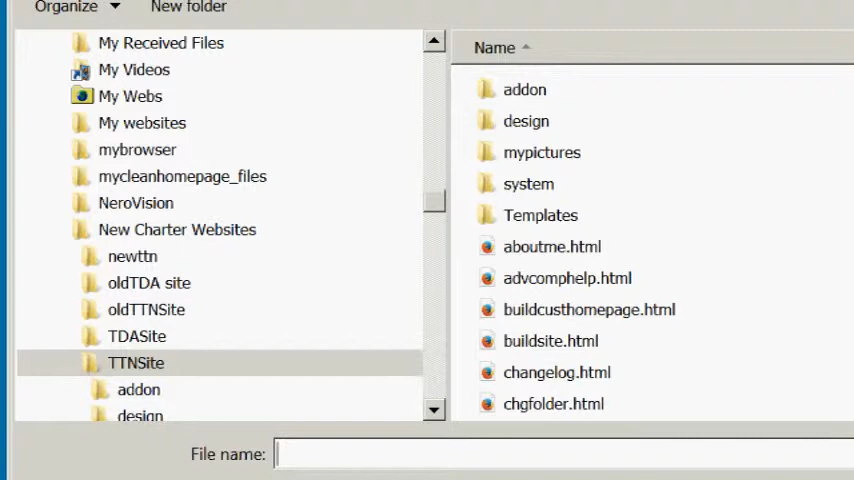 Organize
New folder
My Received Files
My Videos
My Webs
My websites
mybrowser
mycleanhomepage_files
NeroVision
New Charter Websites
newttn
oldTDA site
oldTTNSite
TDASite
TTNSite
addon
design
Name
addon
design
mypictures
system
Templates
aboutme.html
advcomphelp.html
buildcusthomepage.html
buildsite.html
changelog.html
chgfolder.html
File name: